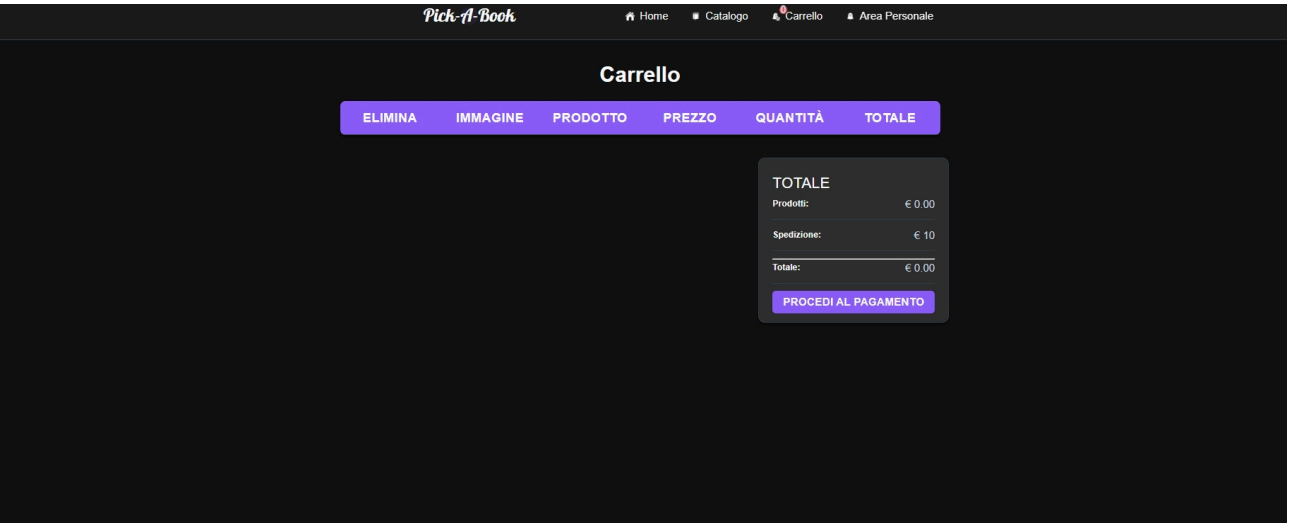 Pick-A-Book Home Catalogo 0 Carrello Area Personale
Carrello
ELIMINA IMMAGINE PRODOTTO PREZZO QUANTITÀ TOTALE
TOTALE
Prodotti: € 0.00
Spedizione: € 10
Totale: € 0.00
PROCEDI AL PAGAMENTO